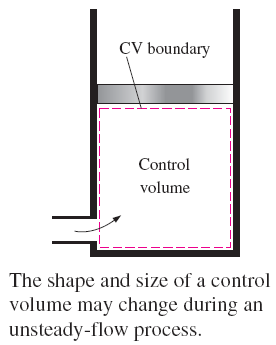 CV boundary
Control
volume
The shape and size of a control
volume may change during an
unsteady-flow process.